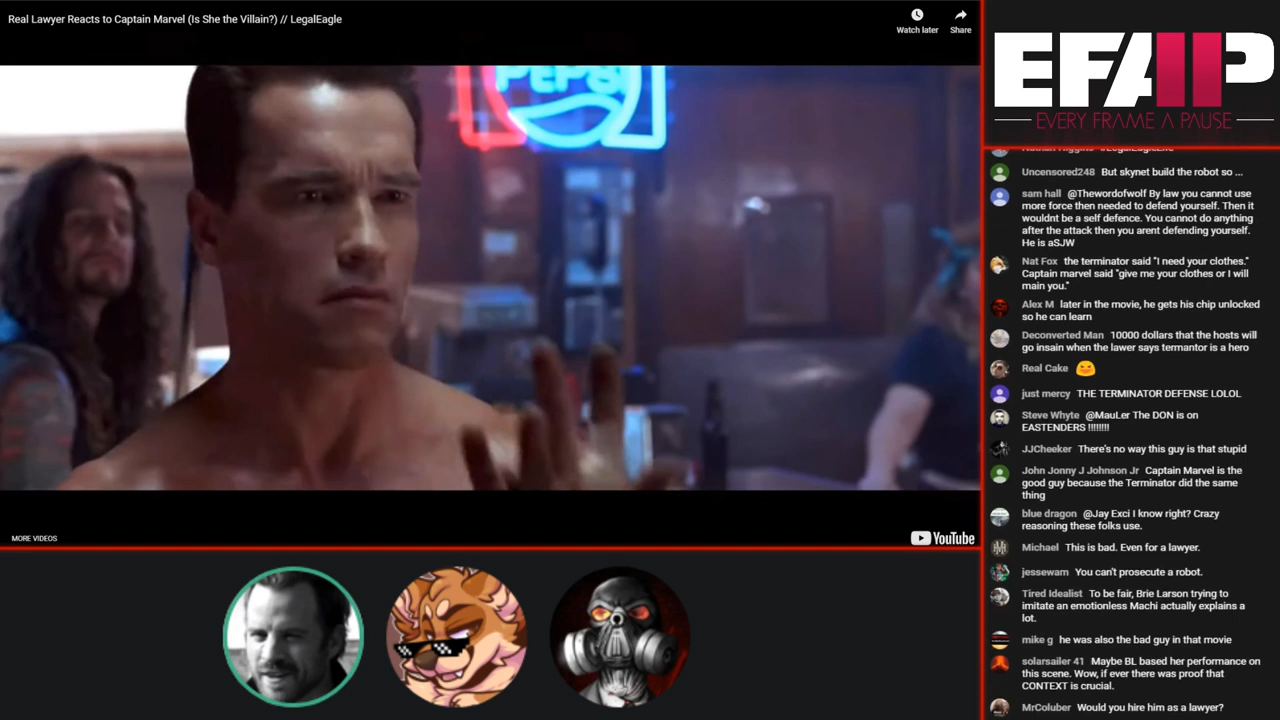 Real Lawyer Reacts to Captain Marvel (Is She the Villain?) // LegalEagle
Watch later
Share
PEPSI
MORE VIDEOS
YouTube
EFAP
EVERY FRAME A PAUSE
Uncensored248 But skynet build the robot so ...
sam hall @Thewordofwolf By law you cannot use
more force then needed to defend yourself. Then it
wouldnt be a self defence. You cannot do anything
after the attack then you arent defending yourself.
He is aSJW
Nat Fox the terminator said "I need your clothes."
Captain marvel said "give me your clothes or I will
main you."
Alex M later in the movie, he gets his chip unlocked
so he can learn
Deconverted Man 10000 dollars that the hosts will
go insain when the lawer says termantor is a hero
Real Cake
just mercy THE TERMINATOR DEFENSE LOLOL
Steve Whyte @MauLer The DON is on
EASTENDERS !!!!!!!!
JJCheeker There's no way this guy is that stupid
John Jonny J Johnson Jr Captain Marvel is the
good guy because the Terminator did the same
thing
blue dragon @Jay Exci I know right? Crazy
reasoning these folks use.
Michael This is bad. Even for a lawyer.
jessewam You can't prosecute a robot.
Tired Idealist To be fair, Brie Larson trying to
imitate an emotionless Machi actually explains a
lot.
mike g he was also the bad guy in that movie
solarsailer 41 Maybe BL based her performance on
this scene. Wow, if ever there was proof that
CONTEXT is crucial.
MrColuber Would you hire him as a lawyer?